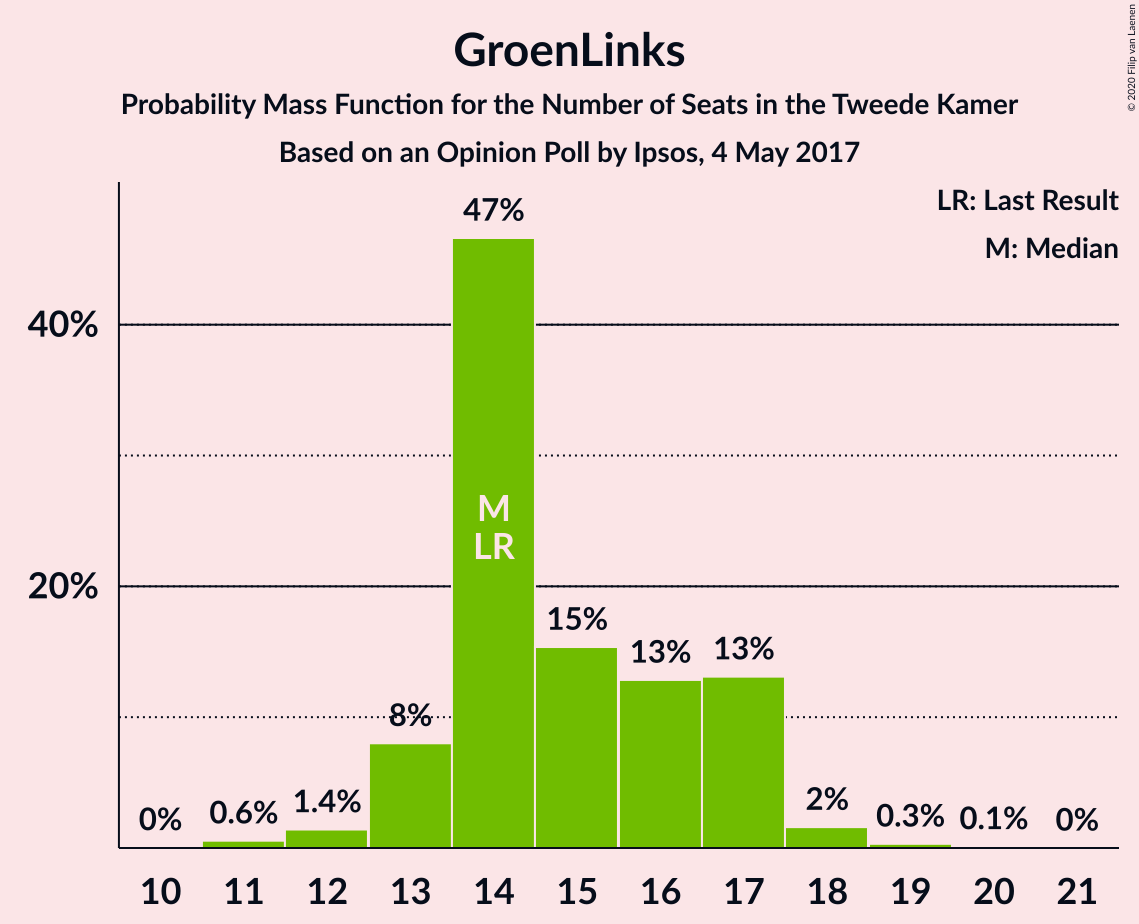 GroenLinks
Probability Mass Function for the Number of Seats in the Tweede Kamer
Based on an Opinion Poll by Ipsos, 4 May 2017
© 2020 Filip van Laenen
LR: Last Result
M: Median
40%
20%
0%
0.6%
1.4%
8%
47%
M
LR
15%
13%
13%
2%
0.3%
0.1%
0%
10 11 12 13 14 15 16 17 18 19 20 21